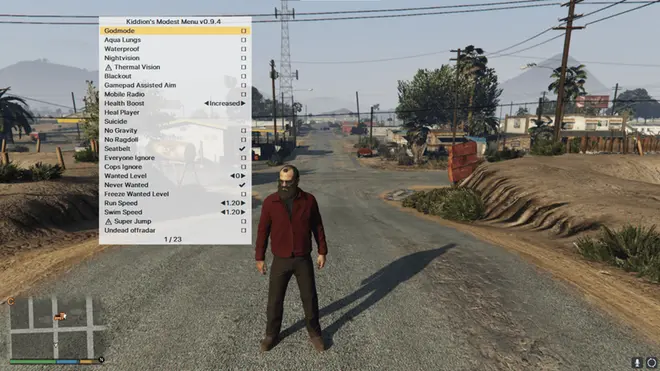 Kiddion's Modest Menu v0.9.4
Godmode
Aqua Lungs
Waterproof
Nightvision
Thermal Vision
Blackout
Gamepad Assisted Aim
Mobile Radio
Health Boost Increased
Heal Player
Suicide
No Gravity
No Ragdoll
Seatbelt
Everyone Ignore
Cops Ignore
Wanted Level 0
Never Wanted
Freeze Wanted Level
Run Speed 1.20
Swim Speed 1.20
Super Jump
Undead offradar
1 / 23